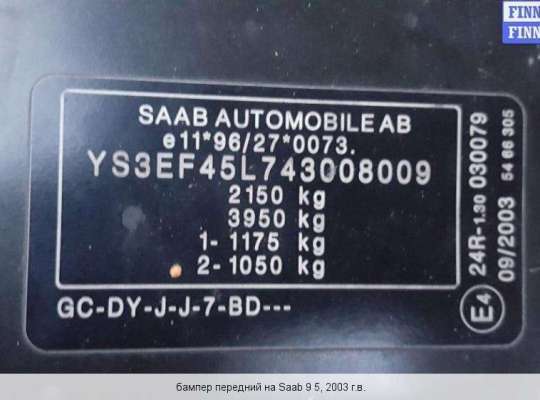 FINN
FINN
SAAB AUTOMOBILE AB
e11*96/27*0073.
YS3EF45L743008009
2150 kg
3950 kg
1- 1175 kg
2- 1050 kg
GC-DY-J-J-7-BD---
E4
24R-1.30 030079
09/2003 54 66 305
бампер передний на Saab 9 5, 2003 г.в.